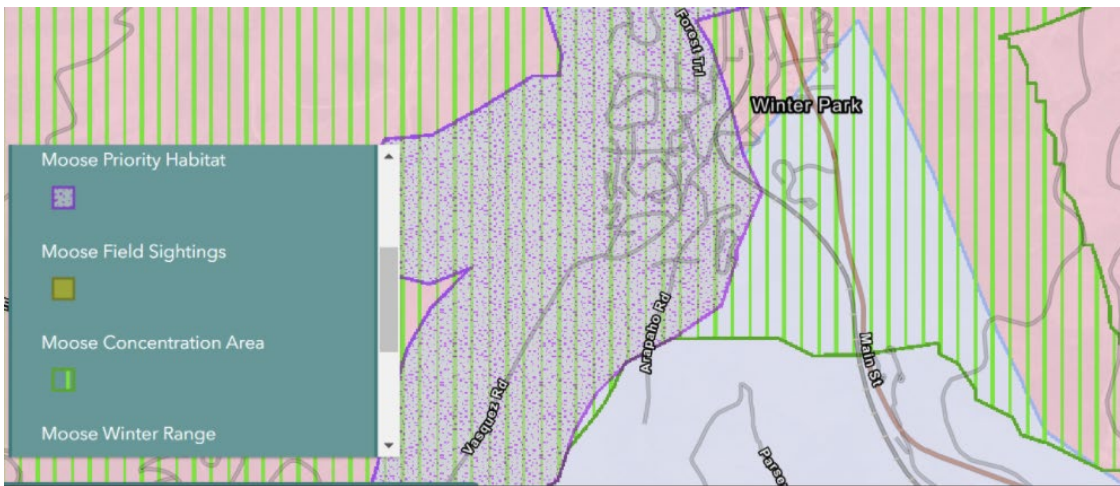 Forest Trl
Winter Park
Moose Priority Habitat
Moose Field Sightings
Moose Concentration Area
Moose Winter Range
Arapaho Rd
Main St
Vasquez Rd